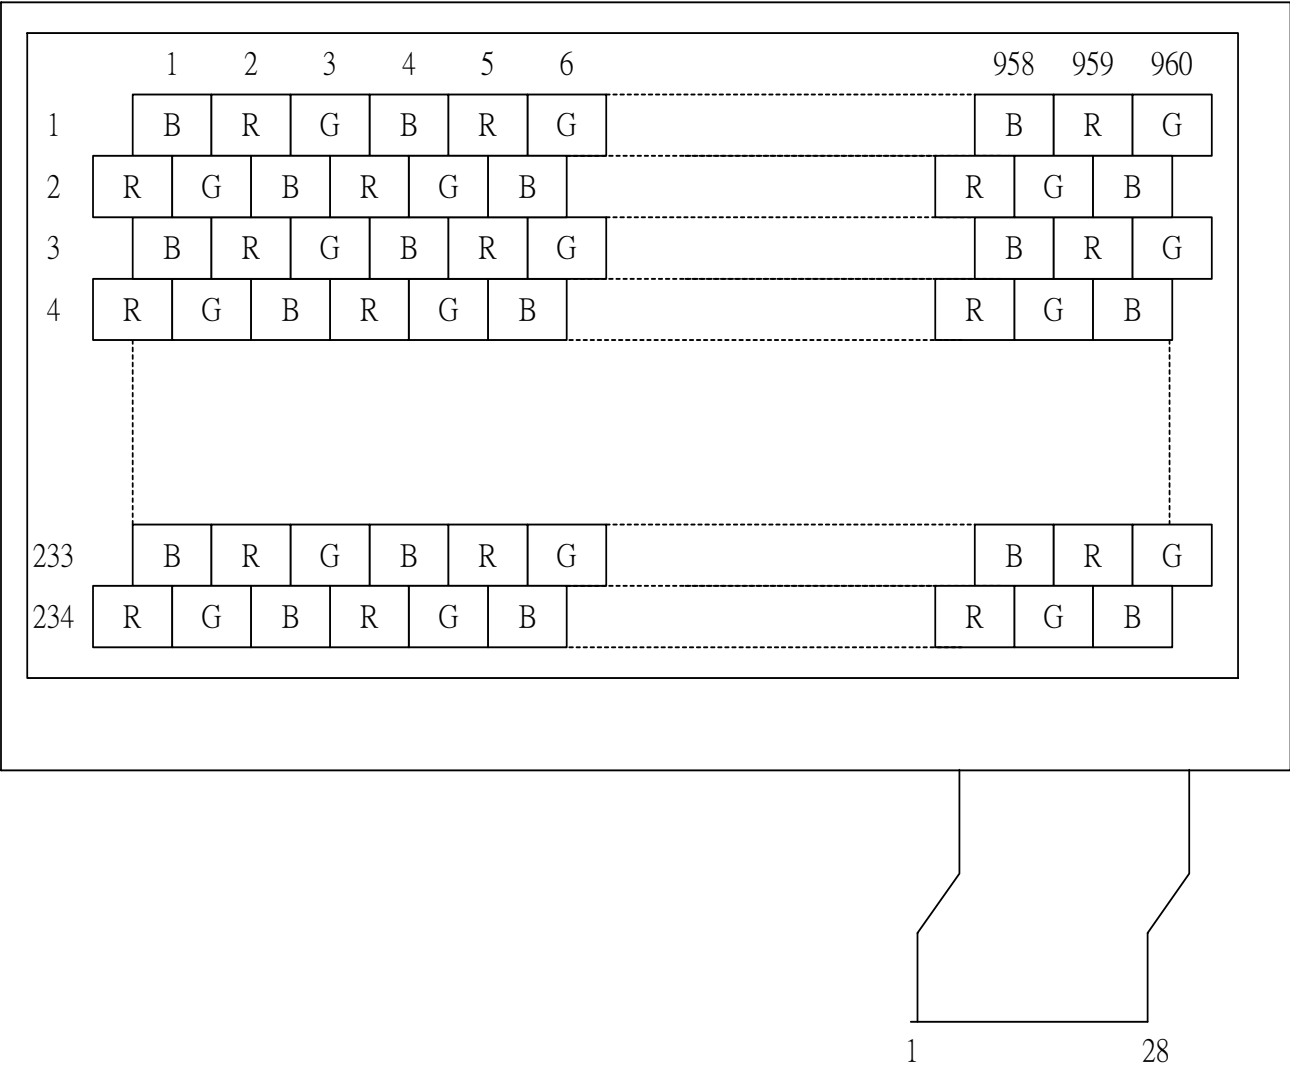 1 2 3 4 5 6 958 959 960
1 B R G B R G B R G
2 R G B R G B R G B
3 B R G B R G B R G
4 R G B R G B R G B
233 B R G B R G B R G
234 R G B R G B R G B
1 28